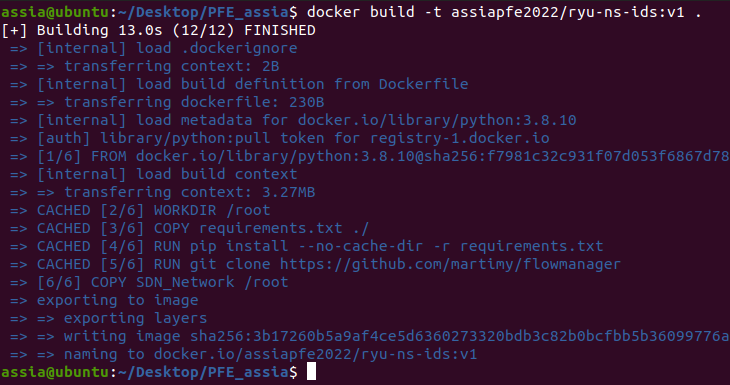 assia@ubuntu:~/Desktop/PFE_assia$ docker build -t assiapfe2022/ryu-ns-ids:v1 .
[+] Building 13.0s (12/12) FINISHED
=> [internal] load .dockerignore
=> => transferring context: 2B
=> [internal] load build definition from Dockerfile
=> => transferring dockerfile: 230B
=> [internal] load metadata for docker.io/library/python:3.8.10
=> [auth] library/python:pull token for registry-1.docker.io
=> [1/6] FROM docker.io/library/python:3.8.10@sha256:f7981c32c931f07d053f6867d78
=> [internal] load build context
=> => transferring context: 3.27MB
=> CACHED [2/6] WORKDIR /root
=> CACHED [3/6] COPY requirements.txt ./
=> CACHED [4/6] RUN pip install --no-cache-dir -r requirements.txt
=> CACHED [5/6] RUN git clone https://github.com/martimy/flowmanager
=> [6/6] COPY SDN_Network /root
=> exporting to image
=> => exporting layers
=> => writing image sha256:3b17260b5a9af4ce5d6360273320bdb3c82b0bcfbb5b36099776a
=> => naming to docker.io/assiapfe2022/ryu-ns-ids:v1
assia@ubuntu:~/Desktop/PFE_assia$